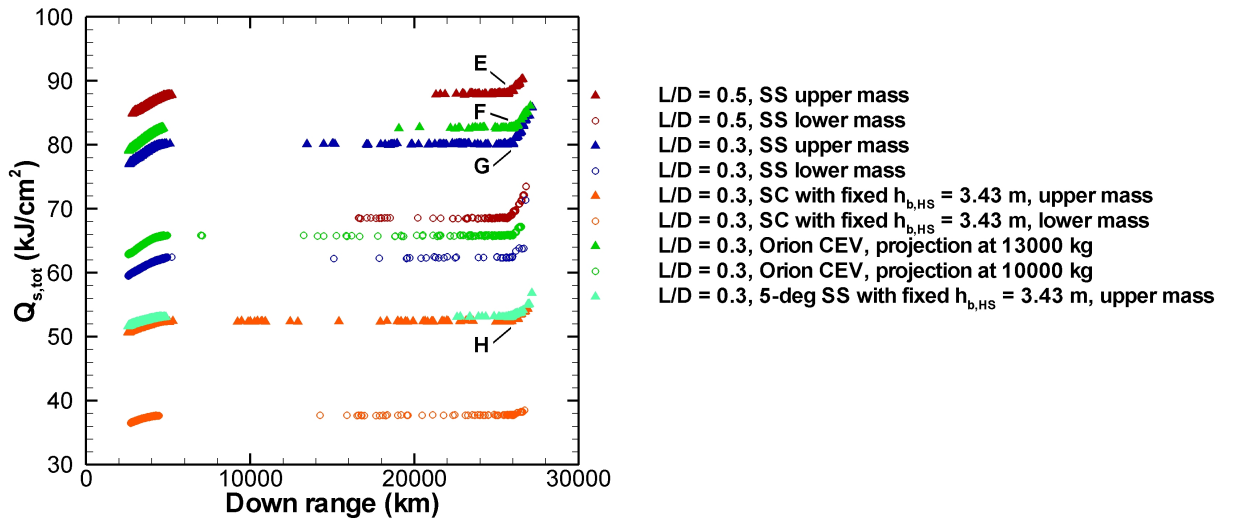 100
90
80
70
60
50
40
30
0
10000
20000
30000
Q_s,tot (kJ/cm²)
Down range (km)
E
F
G
H
L/D = 0.5, SS upper mass
L/D = 0.5, SS lower mass
L/D = 0.3, SS upper mass
L/D = 0.3, SS lower mass
L/D = 0.3, SC with fixed h_b,HS = 3.43 m, upper mass
L/D = 0.3, SC with fixed h_b,HS = 3.43 m, lower mass
L/D = 0.3, Orion CEV, projection at 13000 kg
L/D = 0.3, Orion CEV, projection at 10000 kg
L/D = 0.3, 5-deg SS with fixed h_b,HS = 3.43 m, upper mass